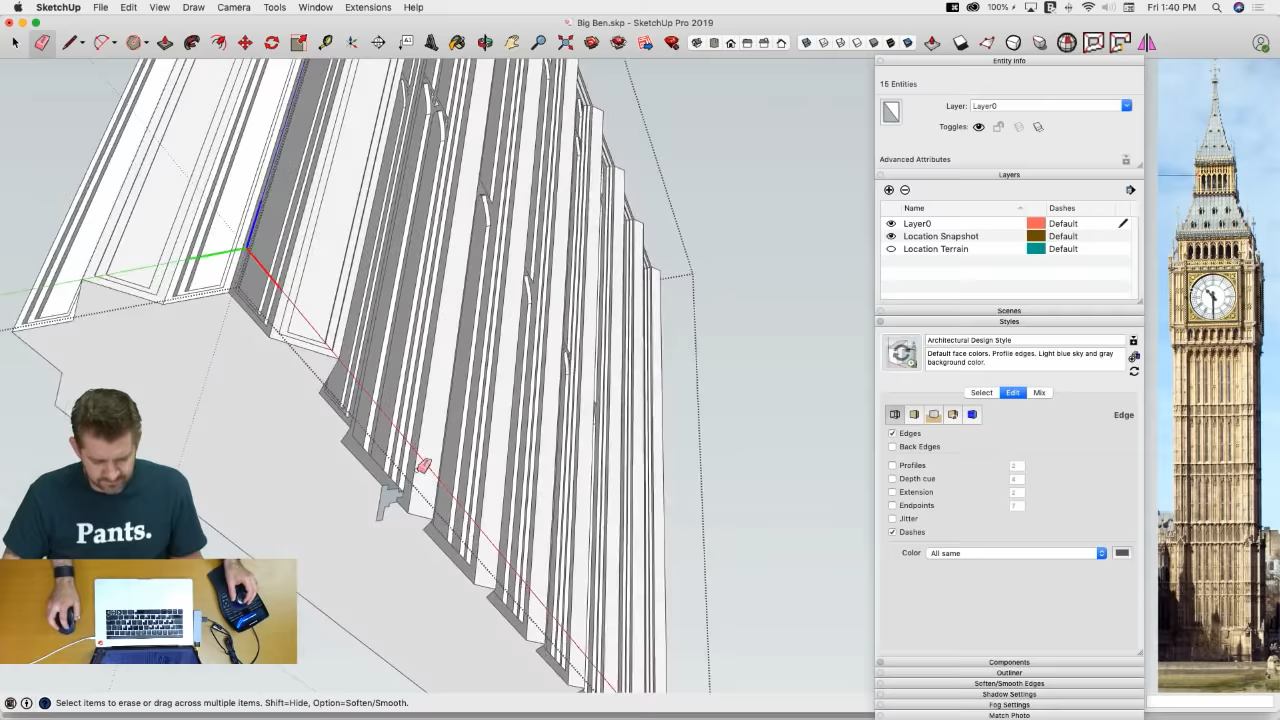 SketchUp File Edit View Draw Camera Tools Window Extensions Help 100% Fri 1:40 PM
Big Ben.skp - SketchUp Pro 2019
Entity Info
15 Entities
Layer: Layer0
Toggles:
Advanced Attributes
Layers
Name Dashes
Layer0 Default
Location Snapshot Default
Location Terrain Default
Scenes
Styles
Architectural Design Style
Default face colors. Profile edges. Light blue sky and gray
background color.
Select Edit Mix
Edge
Edges
Back Edges
Profiles 2
Depth cue 4
Extension 2
Endpoints 7
Jitter
Dashes
Color All same
Pants.
Components
Outliner
Soften/Smooth Edges
Shadow Settings
Fog Settings
Match Photo
Select items to erase or drag across multiple items. Shift=Hide, Option=Soften/Smooth.